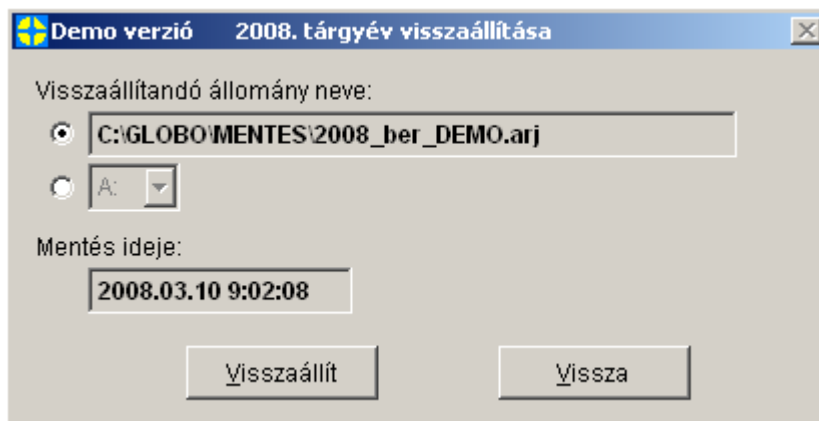 Demo verzió 2008. tárgyév visszaállítása
Visszaállítandó állomány neve:
C:\GLOBO\MENTES\2008_ber_DEMO.arj
A:
Mentés ideje:
2008.03.10 9:02:08
Visszaállít Vissza